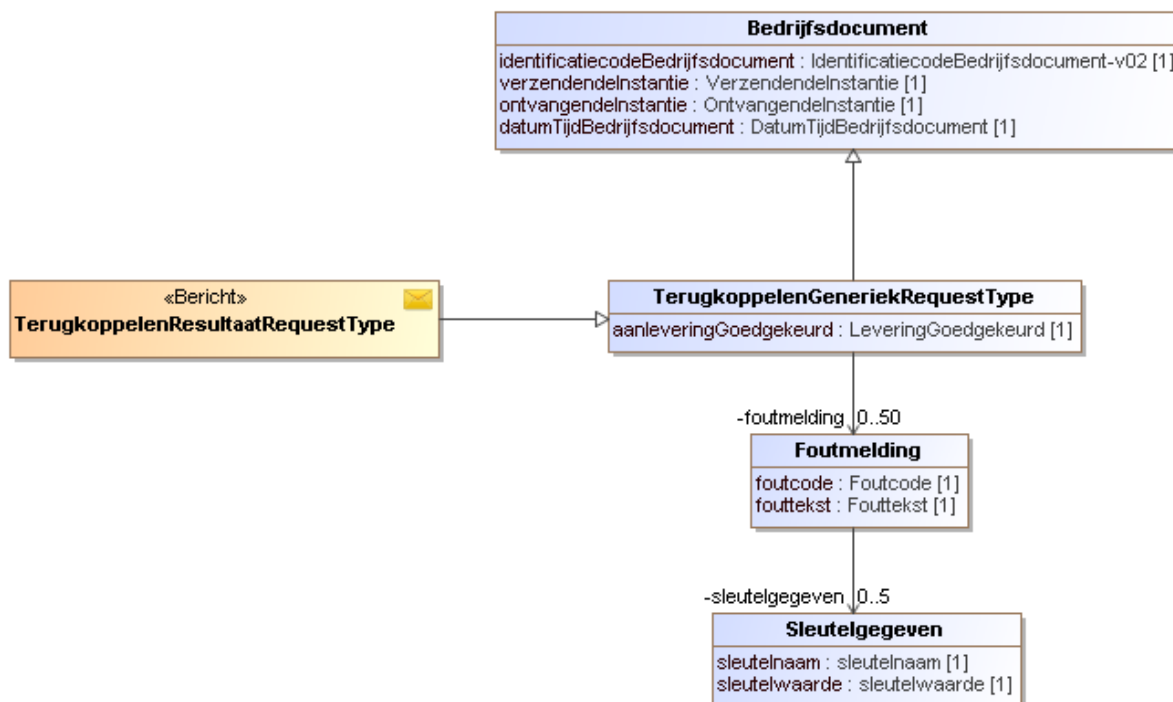 Bedrijfsdocument
identificatiecodeBedrijfsdocument : IdentificatiecodeBedrijfsdocument-v02 [1]
verzendendeInstantie : VerzendendeInstantie [1]
ontvangendeInstantie : OntvangendeInstantie [1]
datumTijdBedrijfsdocument : DatumTijdBedrijfsdocument [1]
«Bericht»
TerugkoppelenResultaatRequestType
TerugkoppelenGeneriekRequestType
aanleveringGoedgekeurd : LeveringGoedgekeurd [1]
-foutmelding 0..50
Foutmelding
foutcode : Foutcode [1]
fouttekst : Fouttekst [1]
-sleutelgegeven 0..5
Sleutelgegeven
sleutelnaam : sleutelnaam [1]
sleutelwaarde : sleutelwaarde [1]